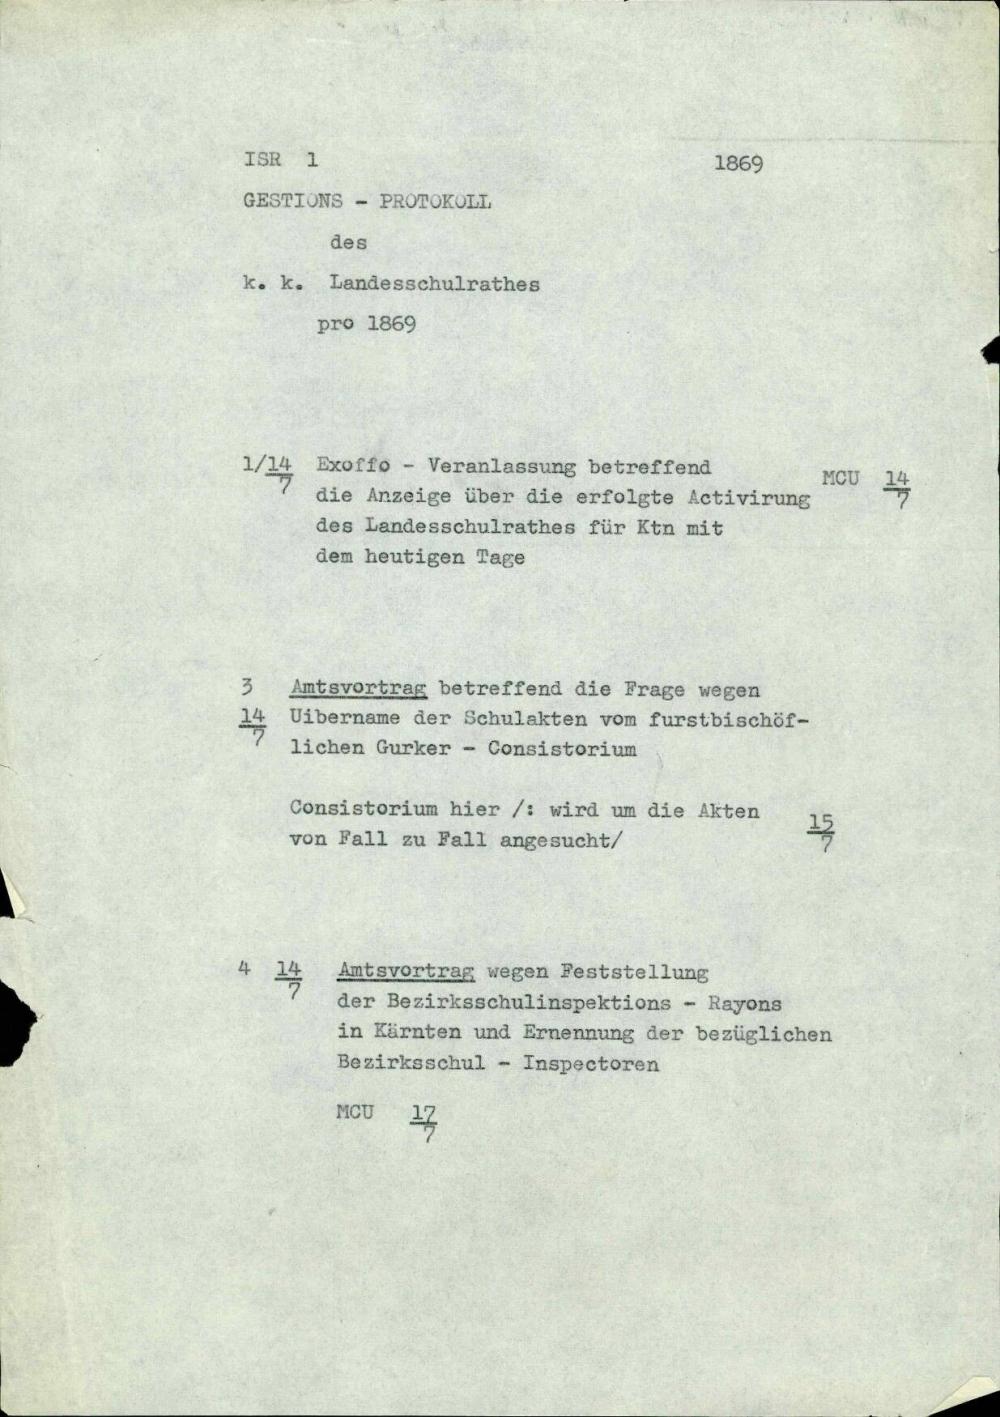 ISR 1 1869
GESTIONS - PROTOKOLL
des
k. k. Landesschulrathes
pro 1869
1/14/7 Exoffo - Veranlassung betreffend MCU 14/7
die Anzeige über die erfolgte Activirung
des Landesschulrathes für Ktn mit
dem heutigen Tage
3 Amtsvortrag betreffend die Frage wegen
14/7 Uibername der Schulakten vom furstbischöf-
lichen Gurker - Consistorium
Consistorium hier /: wird um die Akten 15/7
von Fall zu Fall angesucht/
4 14/7 Amtsvortrag wegen Feststellung
der Bezirksschulinspektions - Rayons
in Kärnten und Ernennung der bezüglichen
Bezirksschul - Inspectoren
MCU 17/7